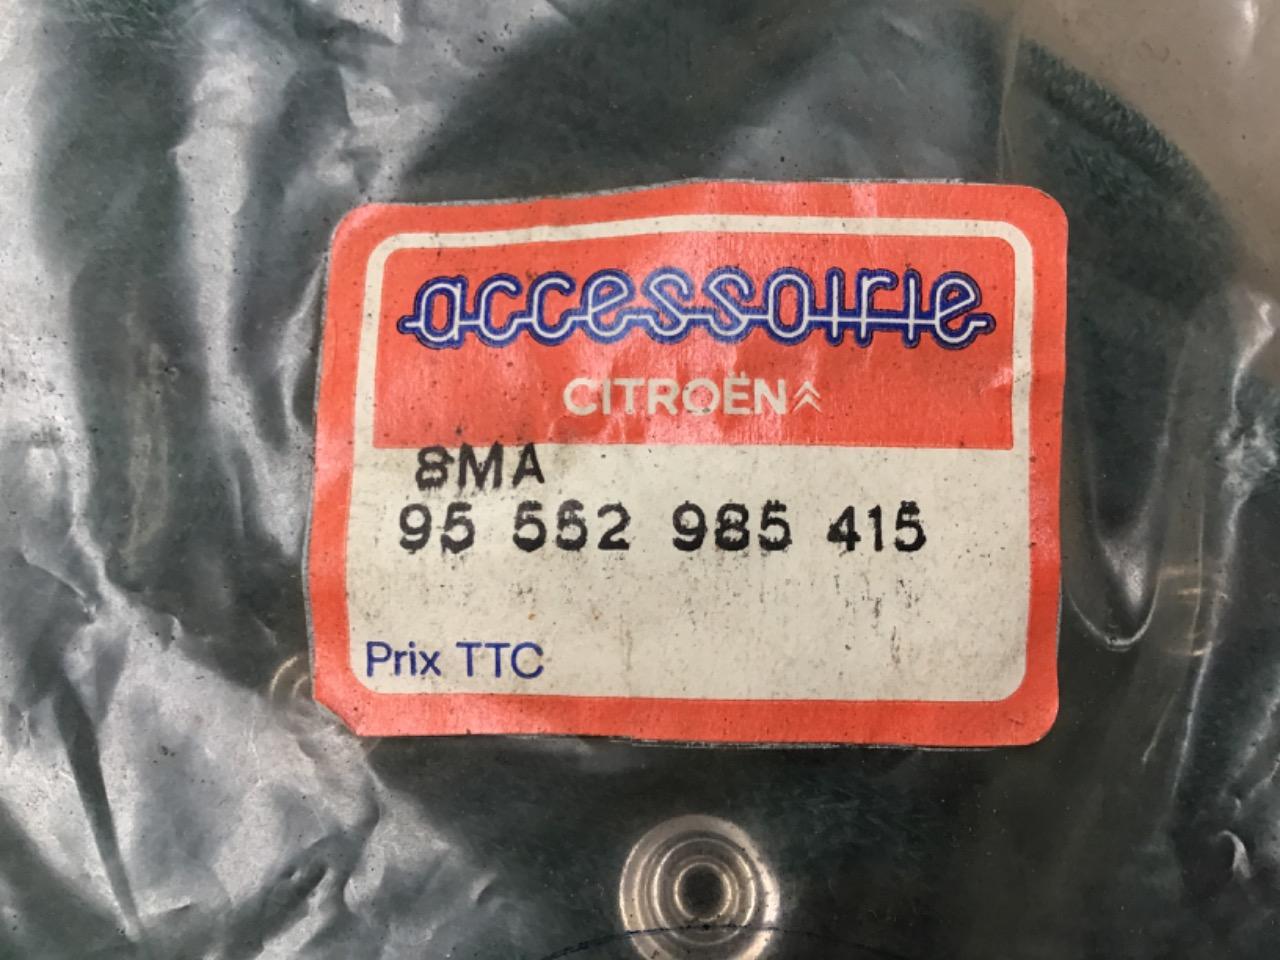 accessoirie
CITROËN
8MA
95 552 985 415
Prix TTC